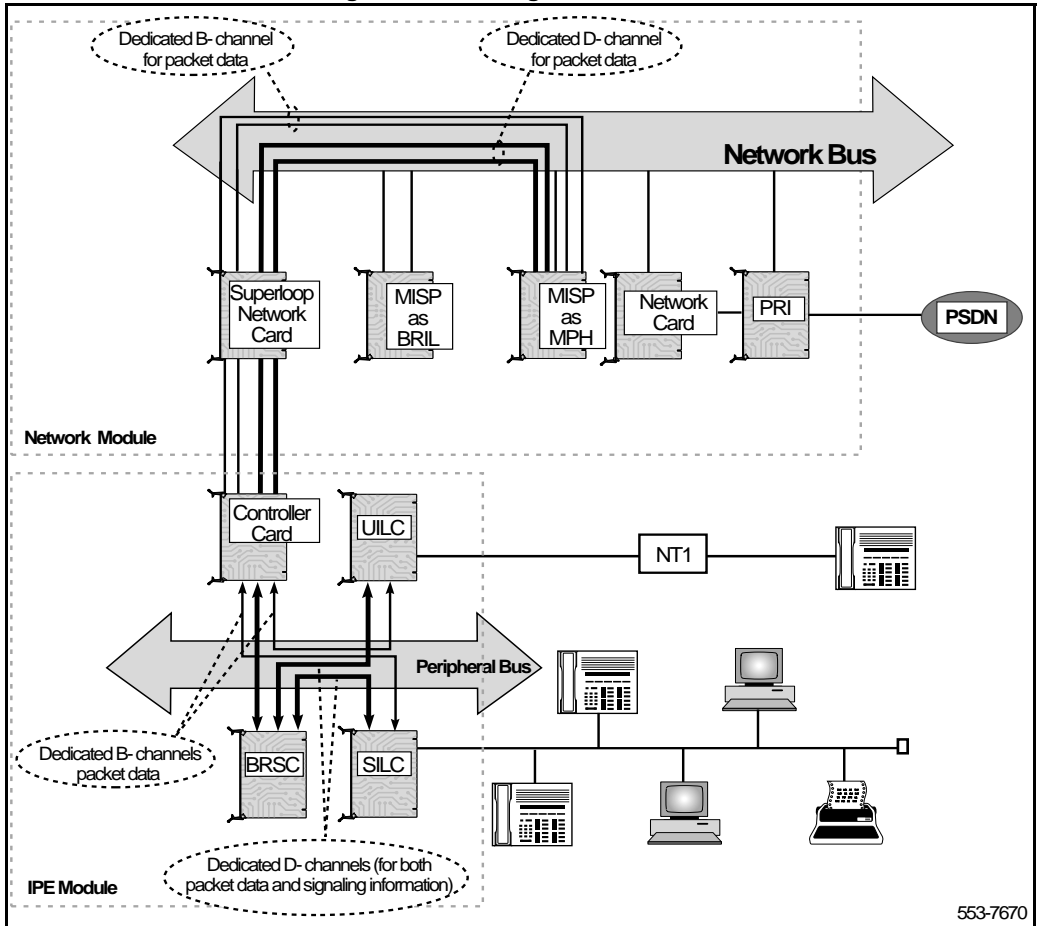 Dedicated B- channel
for packet data
Dedicated D- channel
for packet data
Network Bus
Superloop
Network
Card
MISP
as
BRIL
MISP
as
MPH
Network
Card
PRI
PSDN
Network Module
Controller
Card
UILC
NT1
Peripheral Bus
Dedicated B- channels
packet data
BRSC
SILC
Dedicated D- channels (for both
packet data and signaling information)
IPE Module
553-7670